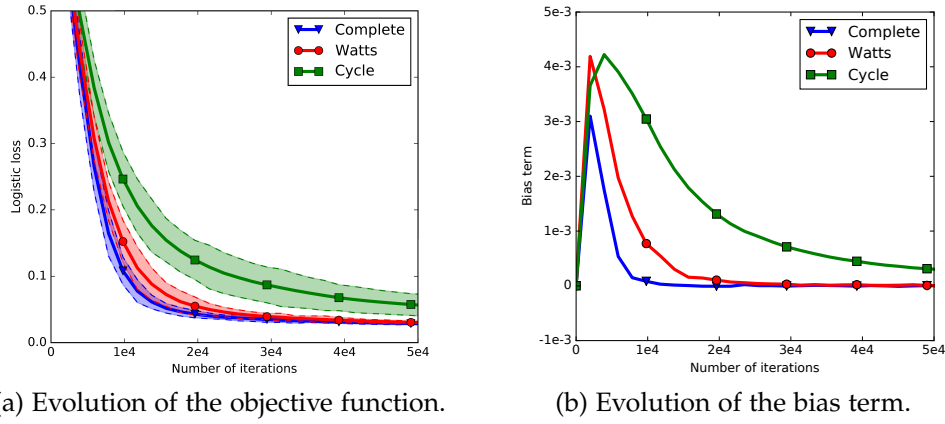 0.5
0.4
0.3
0.2
0.1
0.0
Logistic loss
0
1e4
2e4
3e4
4e4
5e4
Number of iterations
Complete
Watts
Cycle
(a) Evolution of the objective function.
5e-3
4e-3
3e-3
2e-3
1e-3
0
-1e-3
Bias term
0
1e4
2e4
3e4
4e4
5e4
Number of iterations
Complete
Watts
Cycle
(b) Evolution of the bias term.